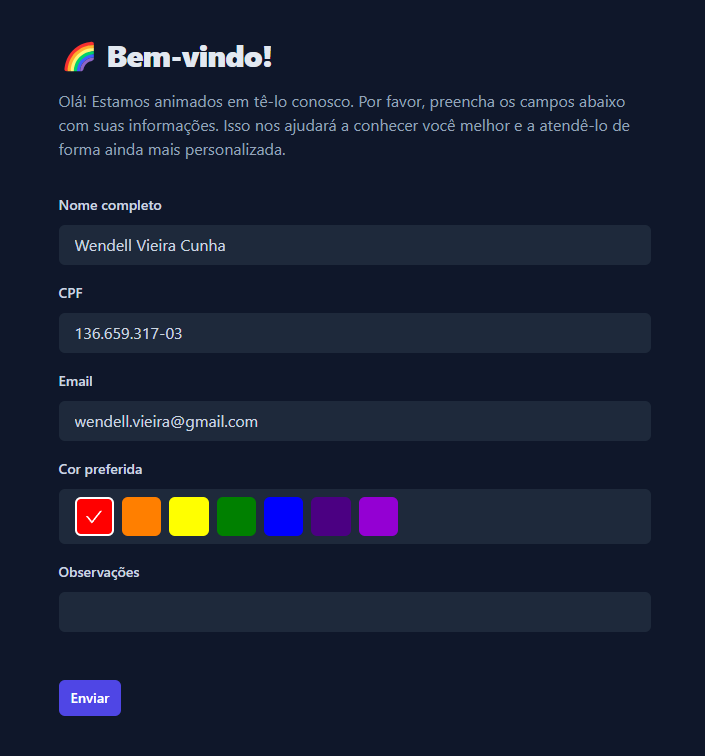 🌈 Bem-vindo!
Olá! Estamos animados em tê-lo conosco. Por favor, preencha os campos abaixo
com suas informações. Isso nos ajudará a conhecer você melhor e a atendê-lo de
forma ainda mais personalizada.
Nome completo
Wendell Vieira Cunha
CPF
136.659.317-03
Email
wendell.vieira@gmail.com
Cor preferida
Observações
Enviar